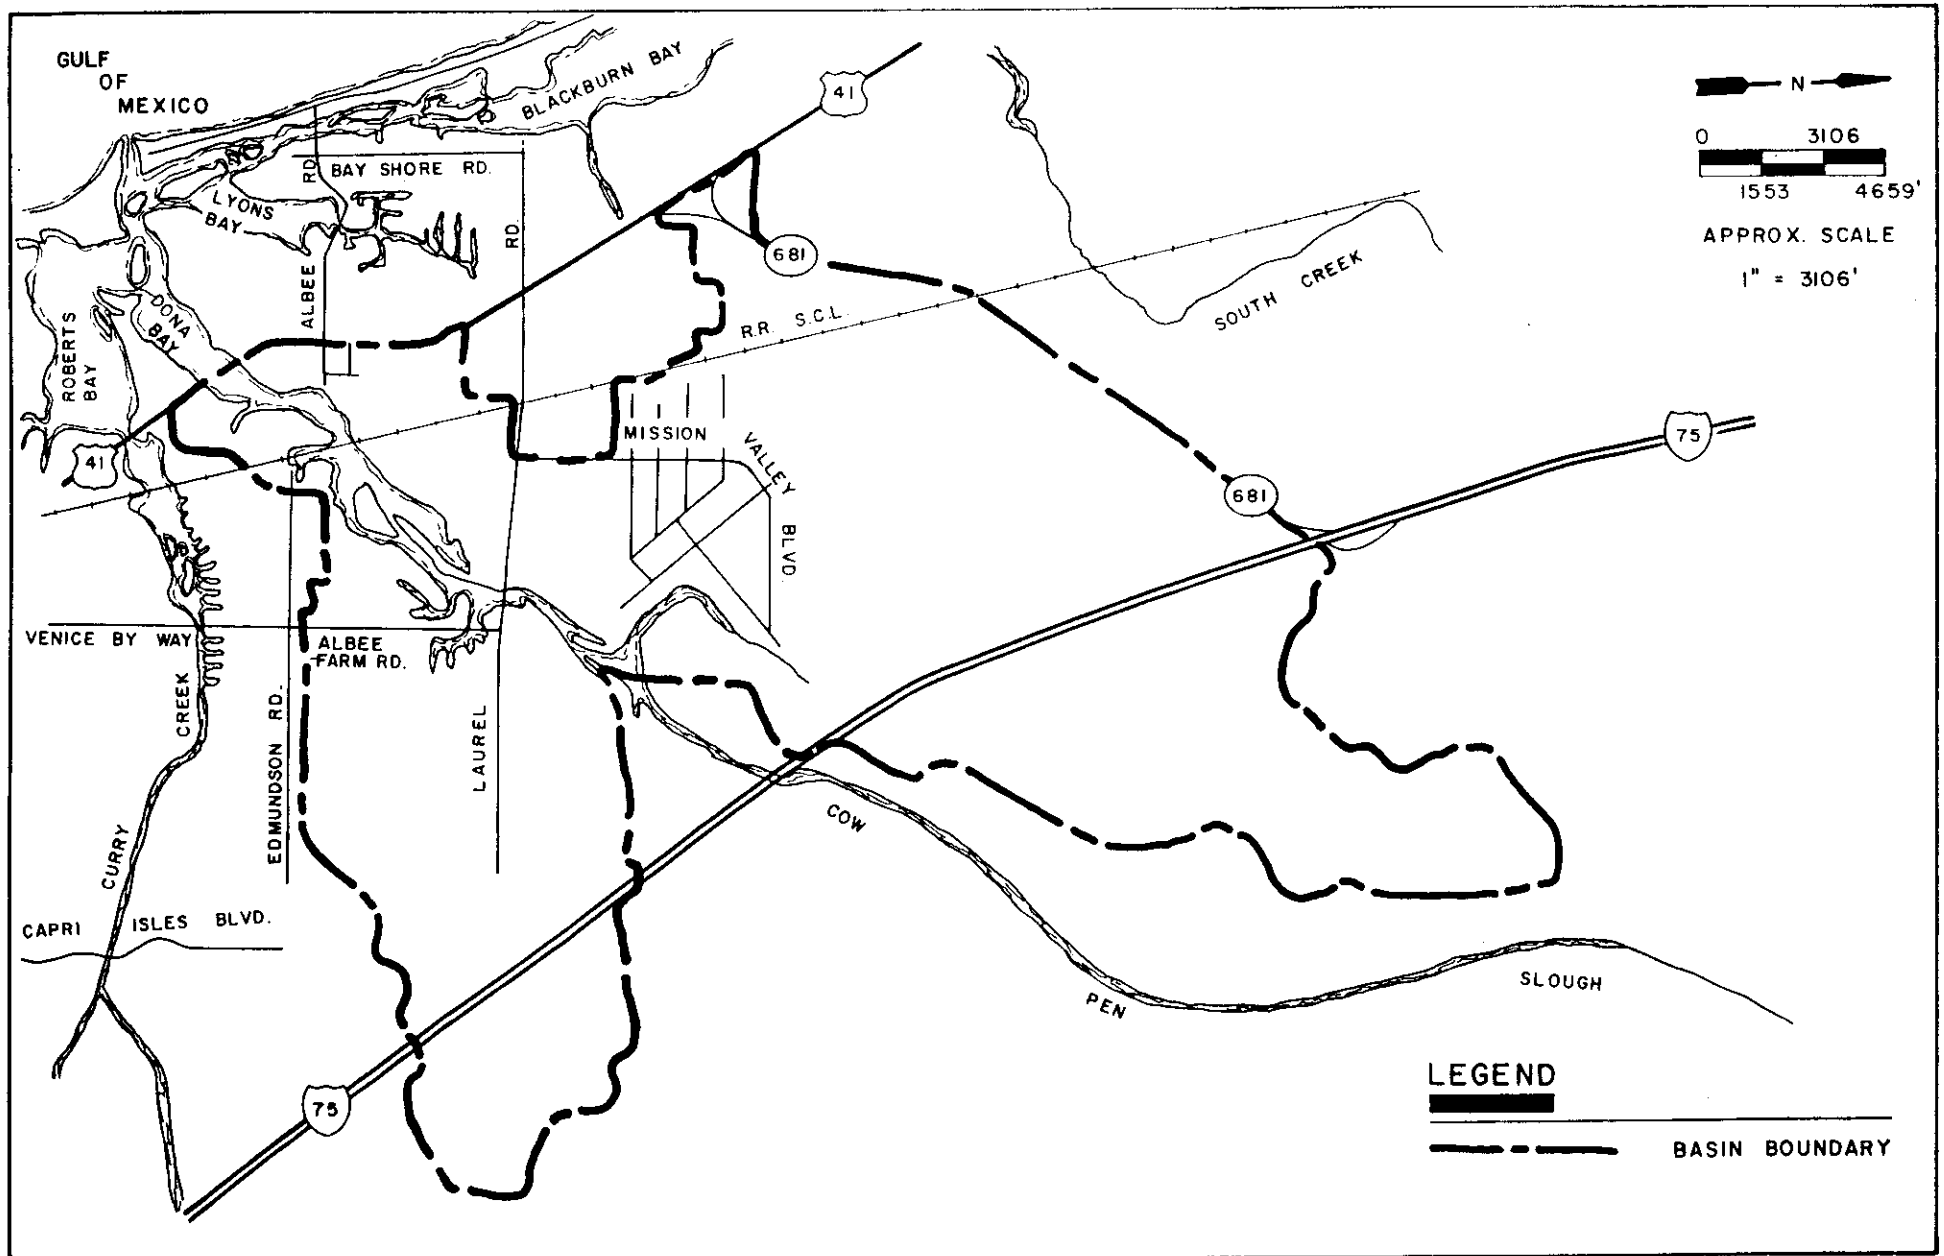 GULF
OF
MEXICO
BLACKBURN BAY
41
N
0 3106
1553 4659'
APPROX. SCALE
1" = 3106'
RD.
BAY SHORE RD.
LYONS
BAY
ALBEE
RD.
681
SOUTH CREEK
R.R. S.C.L.
DONA
BAY
ROBERTS
BAY
41
MISSION
VALLEY
BLVD.
75
681
VENICE BY WAY
ALBEE
FARM RD.
CREEK
EDMUNDSON RD.
LAUREL
CURRY
COW
CAPRI ISLES BLVD.
PEN
SLOUGH
75
LEGEND
BASIN BOUNDARY